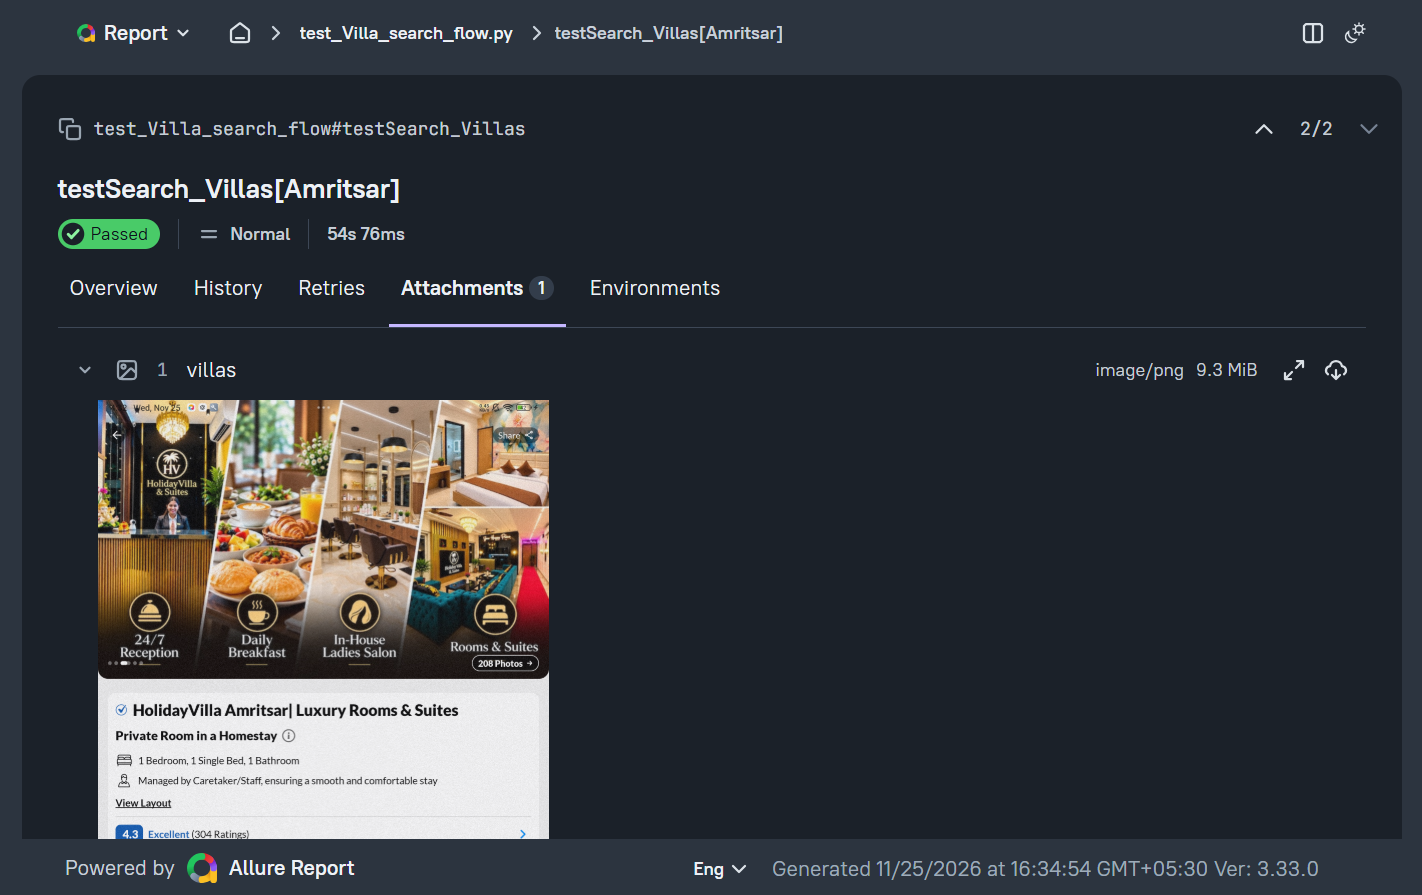 Report
test_Villa_search_flow.py
testSearch_Villas[Amritsar]
test_Villa_search_flow#testSearch_Villas
2/2
testSearch_Villas[Amritsar]
Passed
Normal
54s 76ms
Overview
History
Retries
Attachments 1
Environments
1 villas
image/png 9.3 MiB
Wed, Nov 25
Share
HV
HolidayVilla
& Suites
24/7
Reception
Daily
Breakfast
In-House
Ladies Salon
Rooms & Suites
208 Photos
HolidayVilla Amritsar| Luxury Rooms & Suites
Private Room in a Homestay
1 Bedroom, 1 Single Bed, 1 Bathroom
Managed by Caretaker/Staff, ensuring a smooth and comfortable stay
View Layout
4.3 Excellent (304 Ratings)
Powered by Allure Report
Eng
Generated 11/25/2026 at 16:34:54 GMT+05:30 Ver: 3.33.0